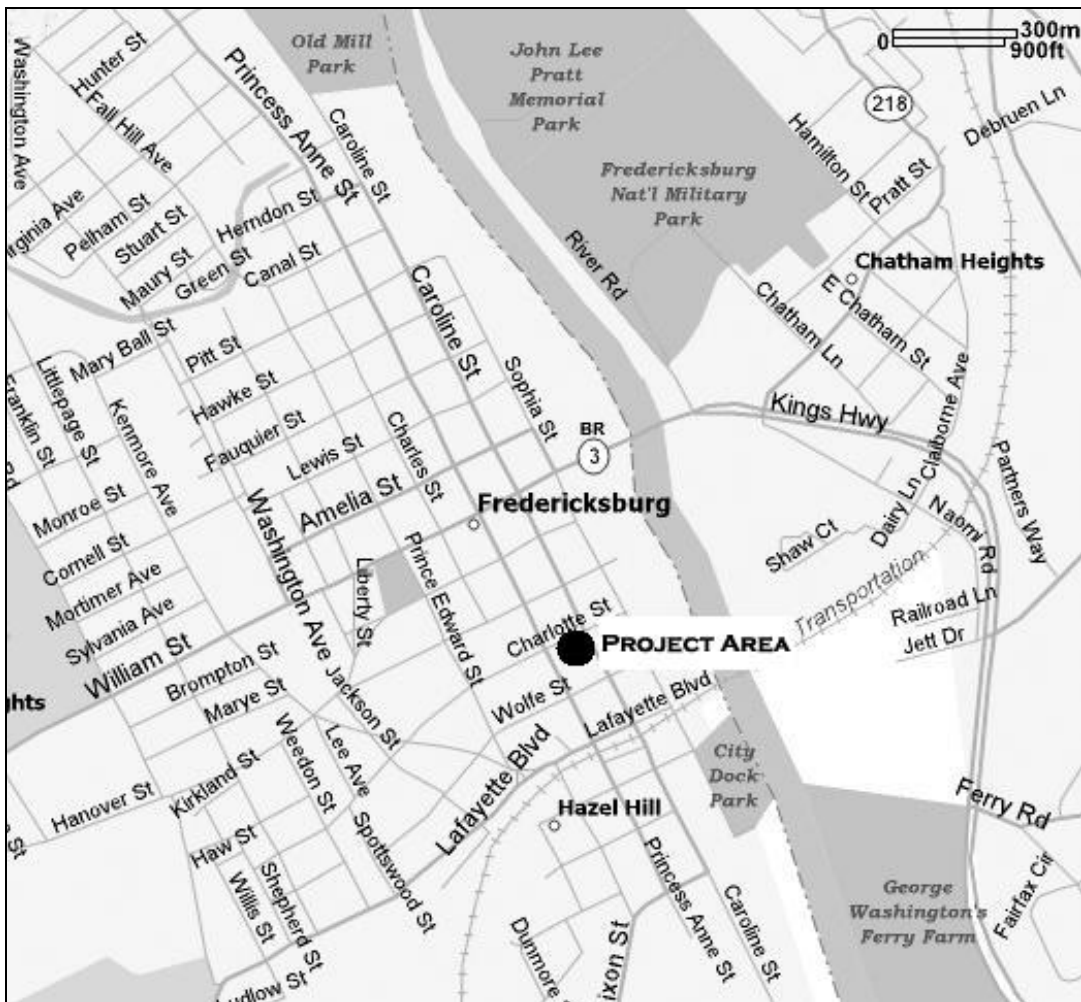 Washington Ave
Hunter St
Fall Hill Ave
Princess Anne St
Old Mill
Park
John Lee
Pratt
Memorial
Park
0
300m
900ft
218
Debruen Ln
Hamilton St
Pratt St
Caroline St
Fredericksburg
Nat'l Military
Park
Virginia Ave
Pelham St
Stuart St
Maury St
Green St
Herndon St
Canal St
River Rd
Chatham Heights
E Chatham St
Chatham Ln
Caroline St
Sophia St
Mary Ball St
Pitt St
Hawke St
Fauquier St
Lewis St
Amelia St
Charles St
Franklin St
Littlepage St
Kenmore Ave
Rd
BR
3
Kings Hwy
Claiborne Ave
Dairy Ln
Naomi Rd
Partners Way
Shaw Ct
Fredericksburg
Monroe St
Cornell St
Mortimer Ave
Sylvania Ave
William St
Washington Ave
Liberty St
Prince Edward St
Transportation
Railroad Ln
Jett Dr
Charlotte St
PROJECT AREA
Brompton St
Marye St
Jackson St
Wolfe St
Lafayette Blvd
Lafayette Blvd
ghts
Weedon St
Lee Ave
Kirkland St
Hanover St
Haw St
Willis St
Shepherd St
Spottswood St
Hazel Hill
City
Dock
Park
Ferry Rd
Fairfax Cir
George
Washington's
Ferry Farm
Princess Anne St
Caroline St
Dunmore S
ixon St
udlow St
St